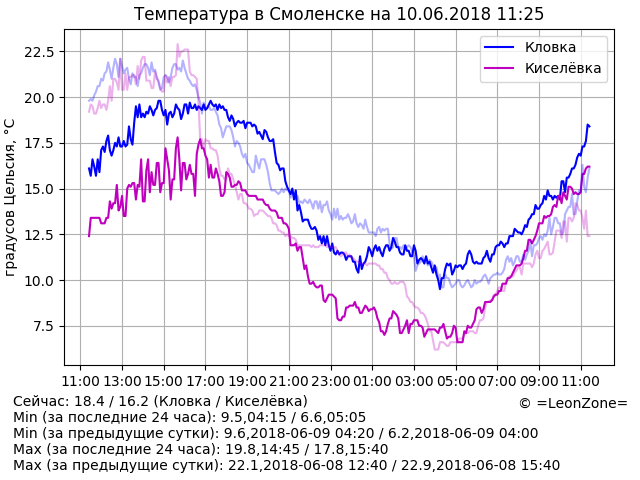 Температура в Смоленске на 10.06.2018 11:25
Кловка
Киселёвка
градусов Цельсия, °C
22.5
20.0
17.5
15.0
12.5
10.0
7.5
11:00 13:00 15:00 17:00 19:00 21:00 23:00 01:00 03:00 05:00 07:00 09:00 11:00
© =LeonZone=
Сейчас: 18.4 / 16.2 (Кловка / Киселёвка)
Min (за последние 24 часа): 9.5,04:15 / 6.6,05:05
Min (за предыдущие сутки): 9.6,2018-06-09 04:20 / 6.2,2018-06-09 04:00
Max (за последние 24 часа): 19.8,14:45 / 17.8,15:40
Max (за предыдущие сутки): 22.1,2018-06-08 12:40 / 22.9,2018-06-08 15:40